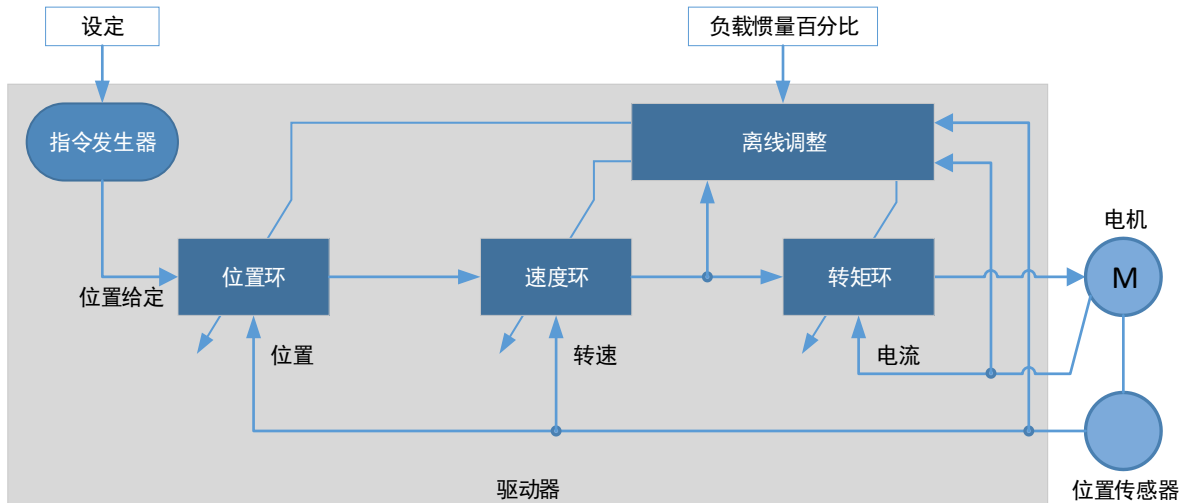 设定
负载惯量百分比
指令发生器
离线调整
电机
位置环
速度环
转矩环
M
位置给定
位置
转速
电流
驱动器
位置传感器